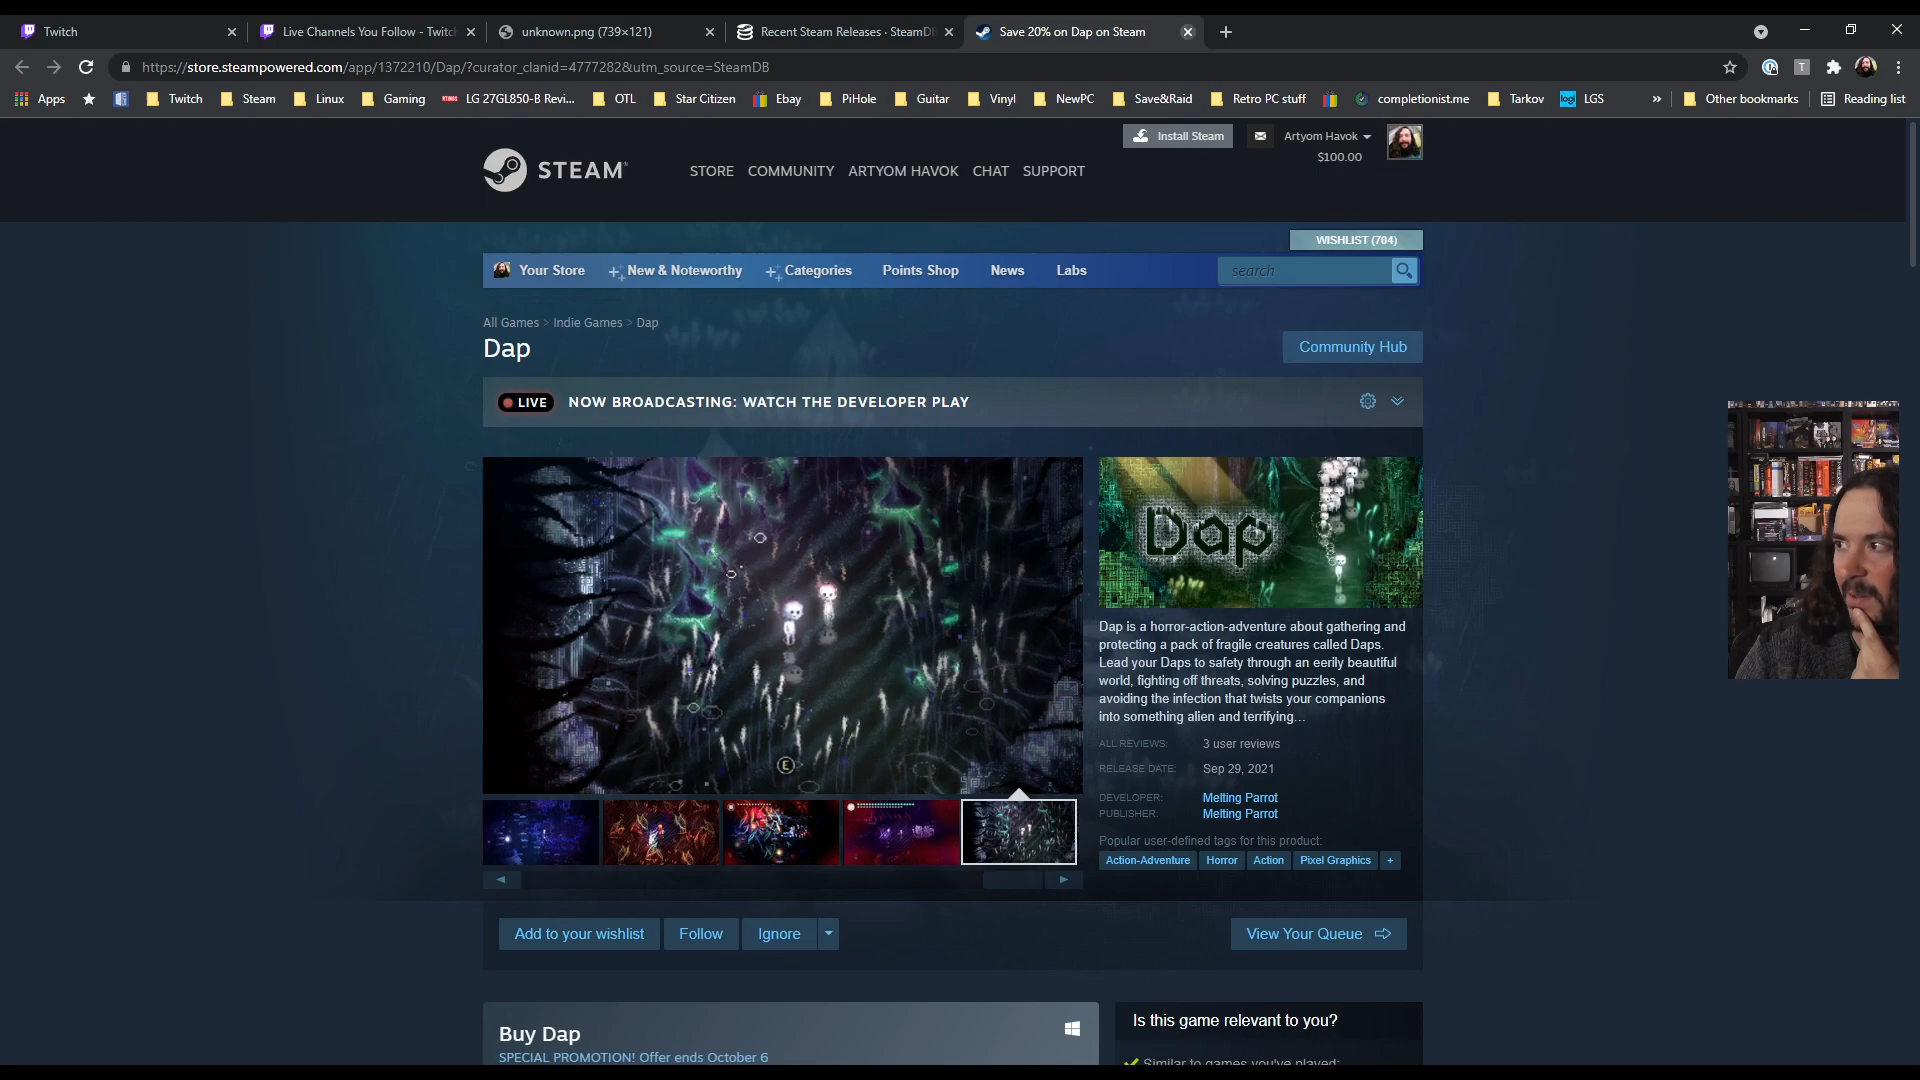 Twitch
Live Channels You Follow - Twitch
unknown.png (739×121)
Recent Steam Releases · SteamDB
Save 20% on Dap on Steam
https://store.steampowered.com/app/1372210/Dap/?curator_clanid=4777282&utm_source=SteamDB
Apps
Twitch
Steam
Linux
Gaming
LG 27GL850-B Revi...
OTL
Star Citizen
Ebay
PiHole
Guitar
Vinyl
NewPC
Save&Raid
Retro PC stuff
completionist.me
Tarkov
LGS
»
Other bookmarks
Reading list
Install Steam
Artyom Havok
$100.00
STEAM
STORE
COMMUNITY
ARTYOM HAVOK
CHAT
SUPPORT
WISHLIST (704)
Your Store
New & Noteworthy
Categories
Points Shop
News
Labs
search
All Games > Indie Games > Dap
Dap
Community Hub
LIVE
NOW BROADCASTING: WATCH THE DEVELOPER PLAY
E
Dap
Dap is a horror-action-adventure about gathering and
protecting a pack of fragile creatures called Daps.
Lead your Daps to safety through an eerily beautiful
world, fighting off threats, solving puzzles, and
avoiding the infection that twists your companions
into something alien and terrifying...
ALL REVIEWS: 3 user reviews
RELEASE DATE: Sep 29, 2021
DEVELOPER: Melting Parrot
PUBLISHER: Melting Parrot
Popular user-defined tags for this product:
Action-Adventure
Horror
Action
Pixel Graphics
+
Add to your wishlist
Follow
Ignore
View Your Queue
Buy Dap
SPECIAL PROMOTION! Offer ends October 6
Is this game relevant to you?
Similar to games you've played: